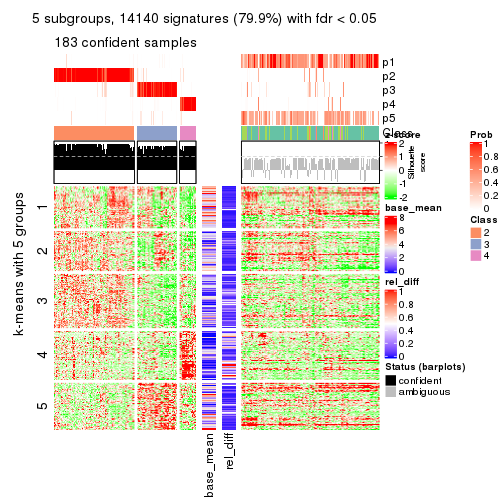 5 subgroups, 14140 signatures (79.9%) with fdr < 0.05
183 confident samples
p1
p2
p3
p4
p5
Class
z-score
2
1
0
-1
-2
Silhouette
score
Prob
1
0.8
0.6
0.4
0.2
0
Class
2
3
4
base_mean
8
6
4
2
0
rel_diff
1
0.8
0.6
0.4
0.2
0
Status (barplots)
confident
ambiguous
k-means with 5 groups
1
2
3
4
5
base_mean
rel_diff